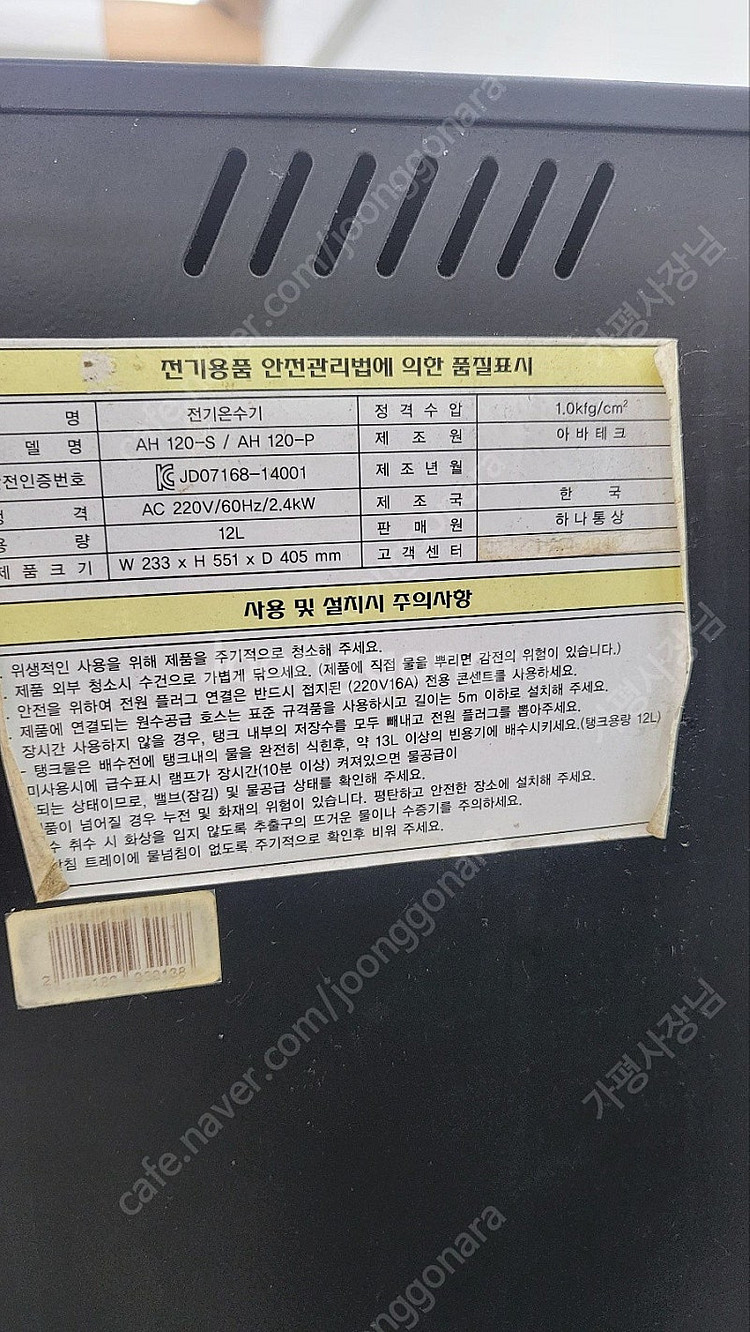 전기용품 안전관리법에 의한 품질표시
명 전기온수기 정격수압 1.0kfg/cm²
델명 AH 120-S / AH 120-P 제조원 아바테크
전인증번호 JD07168-14001 제조년월
격 AC 220V/60Hz/2.4kW 제조국 한국
량 12L 판매원 하나통상
제품크기 W 233 x H 551 x D 405 mm 고객센터
사용 및 설치시 주의사항
위생적인 사용을 위해 제품을 주기적으로 청소해 주세요.
제품 외부 청소시 수건으로 가볍게 닦으세요. (제품에 직접 물을 뿌리면 감전의 위험이 있습니다.)
안전을 위하여 전원 플러그 연결은 반드시 접지된 (220V16A) 전용 콘센트를 사용하세요.
제품에 연결되는 원수공급 호스는 표준 규격품을 사용하시고 길이는 5m 이하로 설치해 주세요.
장시간 사용하지 않을 경우, 탱크 내부의 저장수를 모두 빼내고 전원 플러그를 뽑아주세요.
- 탱크물은 배수전에 탱크내의 물을 완전히 식힌후, 약 13L 이상의 빈용기에 배수시키세요.(탱크용량 12L)
미사용시에 급수표시 램프가 장시간(10분 이상) 켜져있으면 물공급이
되는 상태이므로, 밸브(잠김) 및 물공급 상태를 확인해 주세요.
품이 넘어질 경우 누전 및 화재의 위험이 있습니다. 평탄하고 안전한 장소에 설치해 주세요.
수 취수 시 화상을 입지 않도록 추출구의 뜨거운 물이나 수증기를 주의하세요.
받침 트레이에 물넘침이 없도록 주기적으로 확인후 비워 주세요.
cafe.naver.com/joonggonara
가평사장님